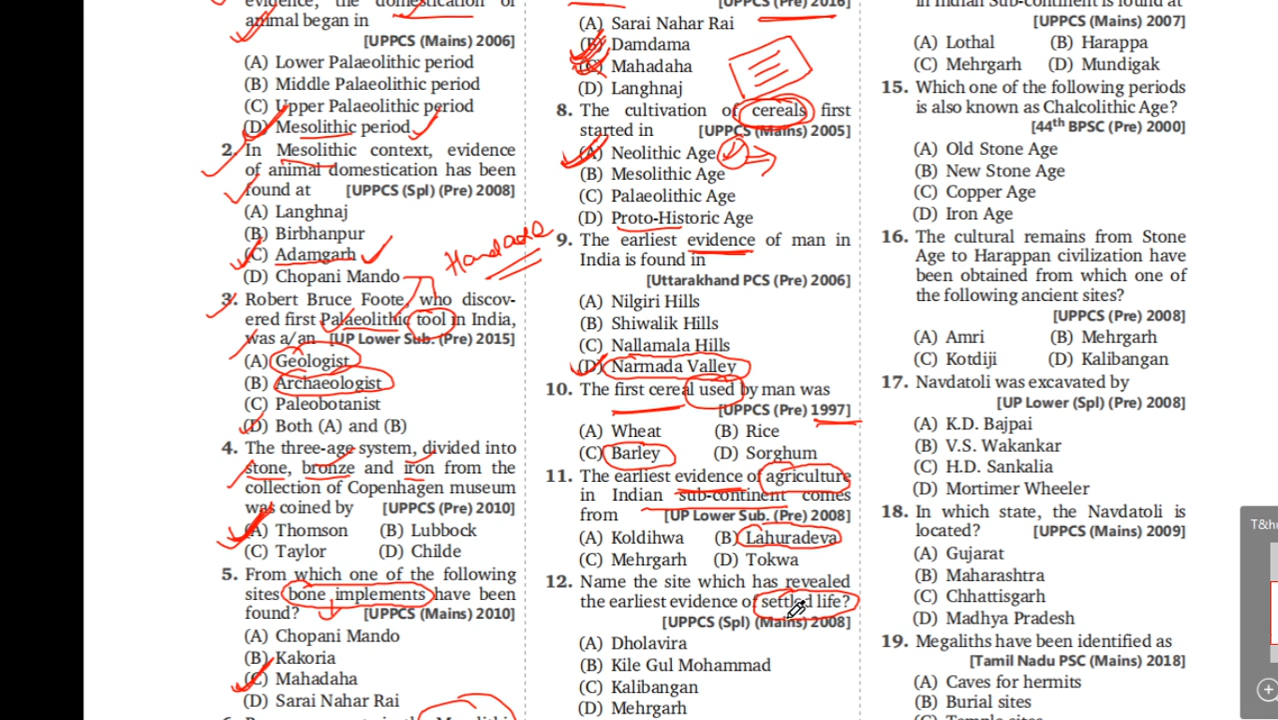 evidence, the domestication of
animal began in
[UPPCS (Mains) 2006]
(A) Lower Palaeolithic period
(B) Middle Palaeolithic period
(C) Upper Palaeolithic period
(D) Mesolithic period
2. In Mesolithic context, evidence
of animal domestication has been
found at [UPPCS (Spl) (Pre) 2008]
(A) Langhnaj
(B) Birbhanpur
(C) Adamgarh
(D) Chopani Mando
3. Robert Bruce Foote, who discov-
ered first Palaeolithic tool in India,
was a/an [UP Lower Sub. (Pre) 2015]
(A) Geologist
(B) Archaeologist
(C) Paleobotanist
(D) Both (A) and (B)
4. The three-age system, divided into
stone, bronze and iron from the
collection of Copenhagen museum
was coined by [UPPCS (Pre) 2010]
(A) Thomson (B) Lubbock
(C) Taylor (D) Childe
5. From which one of the following
sites bone implements have been
found? [UPPCS (Mains) 2010]
(A) Chopani Mando
(B) Kakoria
(C) Mahadaha
(D) Sarai Nahar Rai
[UPPCS (Pre) 2016]
(A) Sarai Nahar Rai
(B) Damdama
(C) Mahadaha
(D) Langhnaj
8. The cultivation of cereals first
started in [UPPCS (Mains) 2005]
(A) Neolithic Age
(B) Mesolithic Age
(C) Palaeolithic Age
(D) Proto-Historic Age
9. The earliest evidence of man in
India is found in
[Uttarakhand PCS (Pre) 2006]
(A) Nilgiri Hills
(B) Shiwalik Hills
(C) Nallamala Hills
(D) Narmada Valley
10. The first cereal used by man was
[UPPCS (Pre) 1997]
(A) Wheat (B) Rice
(C) Barley (D) Sorghum
11. The earliest evidence of agriculture
in Indian sub-continent comes
from [UP Lower Sub. (Pre) 2008]
(A) Koldihwa (B) Lahuradeva
(C) Mehrgarh (D) Tokwa
12. Name the site which has revealed
the earliest evidence of settled life?
[UPPCS (Spl) (Mains) 2008]
(A) Dholavira
(B) Kile Gul Mohammad
(C) Kalibangan
(D) Mehrgarh
in Indian Sub-continent is found at
[UPPCS (Mains) 2007]
(A) Lothal (B) Harappa
(C) Mehrgarh (D) Mundigak
15. Which one of the following periods
is also known as Chalcolithic Age?
[44th BPSC (Pre) 2000]
(A) Old Stone Age
(B) New Stone Age
(C) Copper Age
(D) Iron Age
16. The cultural remains from Stone
Age to Harappan civilization have
been obtained from which one of
the following ancient sites?
[UPPCS (Pre) 2008]
(A) Amri (B) Mehrgarh
(C) Kotdiji (D) Kalibangan
17. Navdatoli was excavated by
[UP Lower (Spl) (Pre) 2008]
(A) K.D. Bajpai
(B) V.S. Wakankar
(C) H.D. Sankalia
(D) Mortimer Wheeler
18. In which state, the Navdatoli is
located? [UPPCS (Mains) 2009]
(A) Gujarat
(B) Maharashtra
(C) Chhattisgarh
(D) Madhya Pradesh
19. Megaliths have been identified as
[Tamil Nadu PSC (Mains) 2018]
(A) Caves for hermits
(B) Burial sites